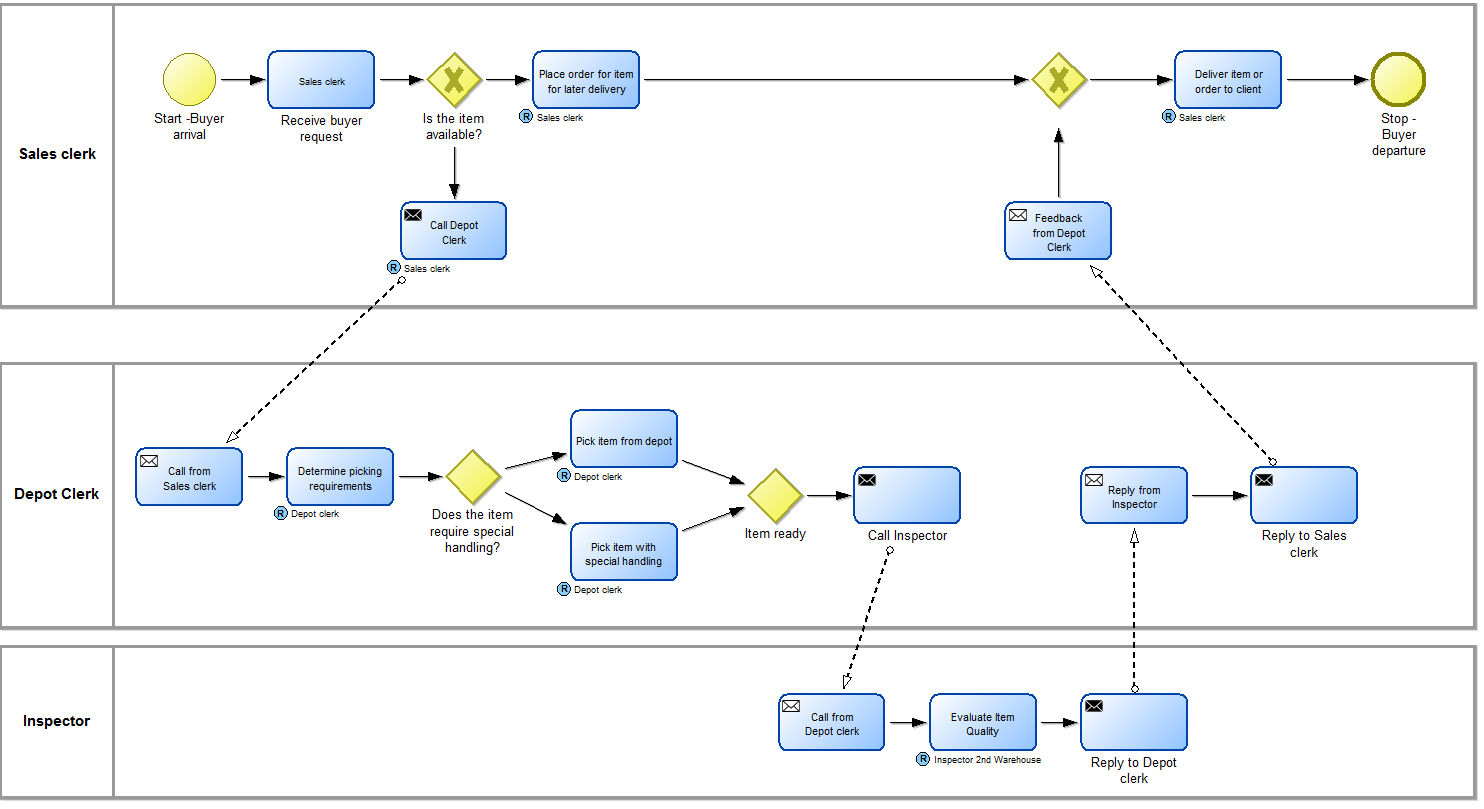 Sales clerk
Start -Buyer
arrival
Sales clerk
Receive buyer
request
Is the item
available?
Place order for item
for later delivery
R Sales clerk
Deliver item or
order to client
R Sales clerk
Stop -
Buyer
departure
Call Depot
Clerk
R Sales clerk
Feedback
from Depot
Clerk
Depot Clerk
Call from
Sales clerk
Determine picking
requirements
R Depot clerk
Does the item
require special
handling?
Pick item from depot
R Depot clerk
Pick item with
special handling
R Depot clerk
Item ready
Call Inspector
Reply from
Inspector
Reply to Sales
clerk
Inspector
Call from
Depot clerk
Evaluate Item
Quality
R Inspector 2nd Warehouse
Reply to Depot
clerk